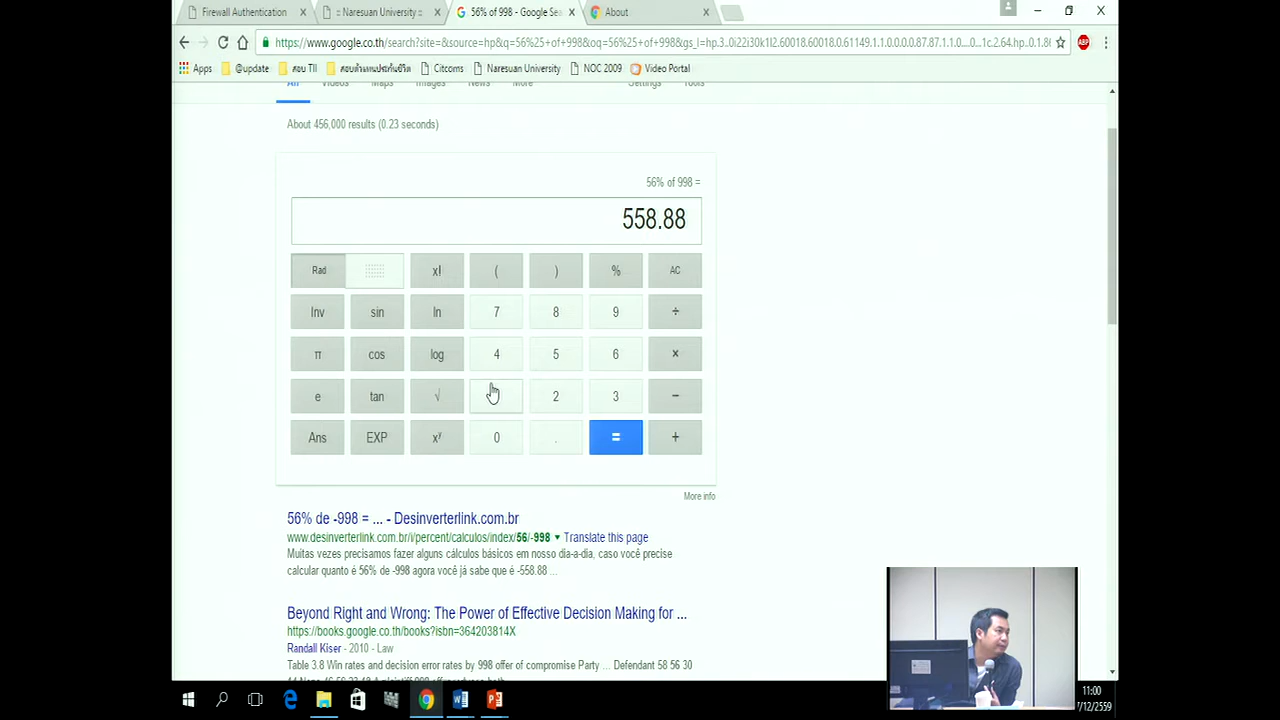 Firewall Authentication
:: Naresuan University ::
56% of 998 - Google Se
About
https://www.google.co.th/search?site=&source=hp&q=56%25+of+998&oq=56%25+of+998&gs_l=hp.3..0i22i30k1l2.60018.60018.0.61149.1.1.0.0.0.0.87.87.1.1.0....0...1c.2.64.hp..0.1.8
ABP
Apps
@update
สอบ TII
Citcoms
Naresuan University
NOC 2009
Video Portal
All
Videos
Maps
Images
News
More
Settings
Tools
About 456,000 results (0.23 seconds)
56% of 998 =
558.88
Rad
x!
(
)
%
AC
Inv
sin
ln
7
8
9
÷
π
cos
log
4
5
6
×
e
tan
√
2
3
−
Ans
EXP
xʸ
0
.
=
+
More info
56% de -998 = ... - Desinverterlink.com.br
www.desinverterlink.com.br/i/percent/calculos/index/56/-998 ▾ Translate this page
Muitas vezes precisamos fazer alguns cálculos básicos em nosso dia-a-dia, caso você precise
calcular quanto é 56% de -998 agora você já sabe que é -558.88 ...
Beyond Right and Wrong: The Power of Effective Decision Making for ...
https://books.google.co.th/books?isbn=364203814X
Randall Kiser - 2010 - Law
Table 3.8 Win rates and decision error rates by 998 offer of compromise Party ... Defendant 58 56 30
11:00
7/12/2559